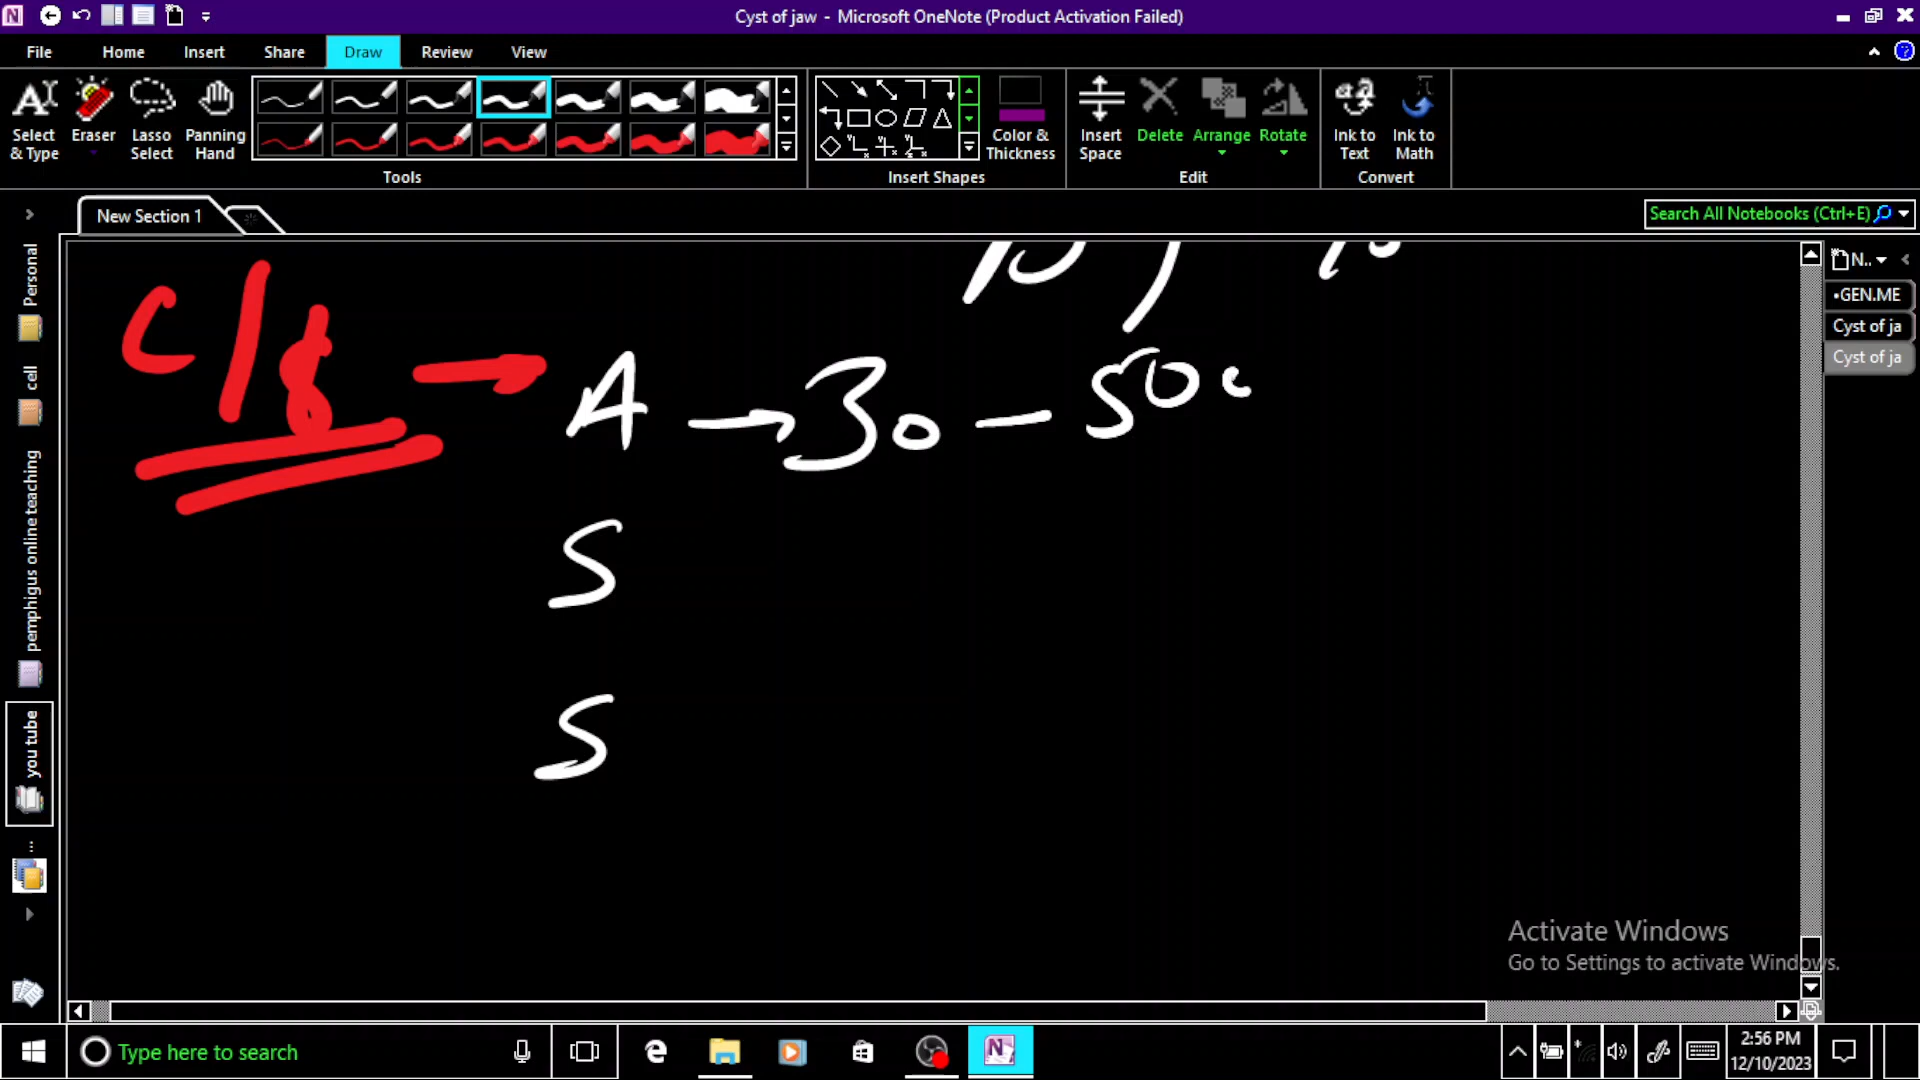 Cyst of jaw - Microsoft OneNote (Product Activation Failed)
File Home Insert Share Draw Review View
Select & Type
Eraser
Lasso Select
Panning Hand
Color & Thickness
Insert Space
Delete
Arrange
Rotate
Ink to Text
Ink to Math
Tools
Insert Shapes
Edit
Convert
New Section 1
Search All Notebooks (Ctrl+E)
Personal
cell
pemphigus online teaching
you tube
N..
•GEN.ME
Cyst of ja
Cyst of ja
C/f → A → 30 - 50
S
S
Activate Windows
Go to Settings to activate Windows.
Type here to search
2:56 PM
12/10/2023